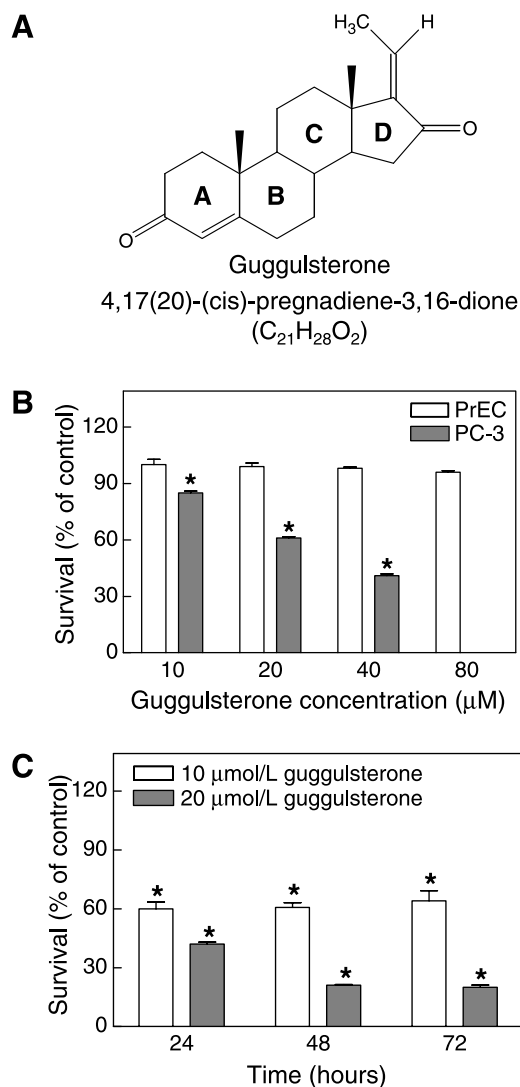 A
H₃C
H
C
D
O
A
B
O
Guggulsterone
4,17(20)-(cis)-pregnadiene-3,16-dione
(C₂₁H₂₈O₂)
B
PrEC
PC-3
Survival (% of control)
120
90
60
30
0
*
*
*
10 20 40 80
Guggulsterone concentration (μM)
C
10 μmol/L guggulsterone
20 μmol/L guggulsterone
Survival (% of control)
120
90
60
30
0
* * *
* * *
24 48 72
Time (hours)